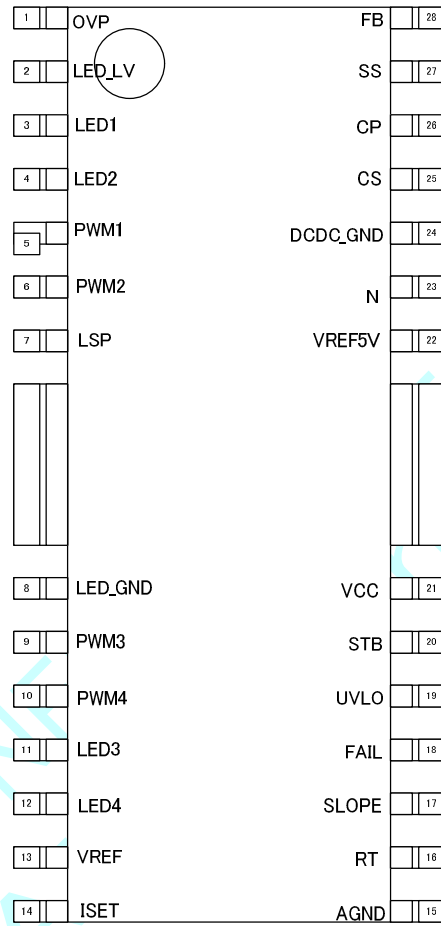 1 OVP FB 28
2 LED_LV SS 27
3 LED1 CP 26
4 LED2 CS 25
5 PWM1 DCDC_GND 24
6 PWM2 N 23
7 LSP VREF5V 22
8 LED_GND VCC 21
9 PWM3 STB 20
10 PWM4 UVLO 19
11 LED3 FAIL 18
12 LED4 SLOPE 17
13 VREF RT 16
14 ISET AGND 15